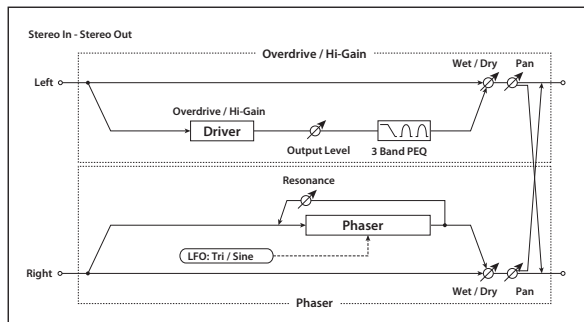 Stereo In - Stereo Out
Overdrive / Hi-Gain
Wet / Dry Pan
Left
Overdrive / Hi-Gain
Driver
Output Level
3 Band PEQ
Resonance
Phaser
LFO: Tri / Sine
Right
Wet / Dry Pan
Phaser